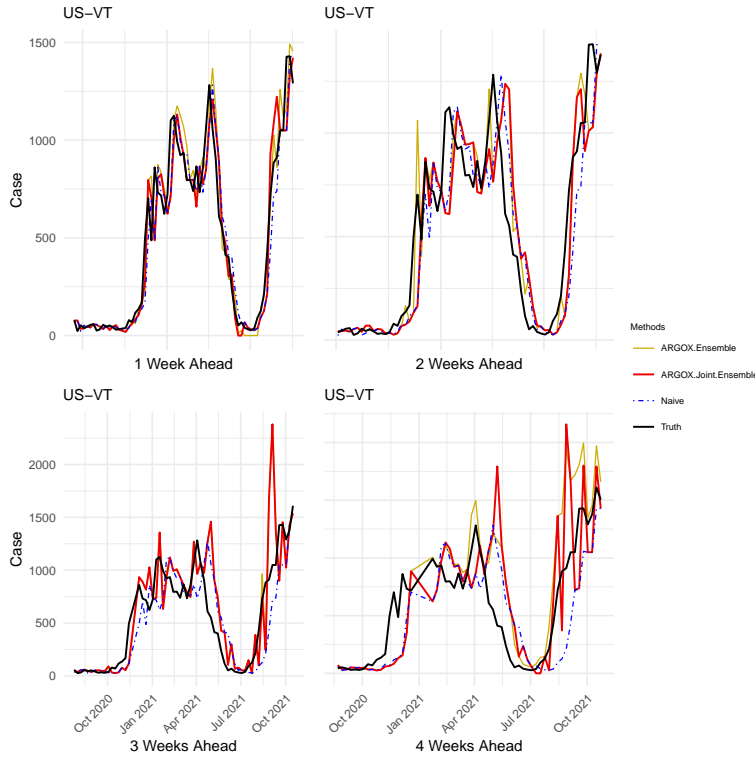 US−VT
US−VT
1500
1000
500
0
Case
1 Week Ahead
2 Weeks Ahead
Methods
ARGOX.Ensemble
ARGOX.Joint.Ensemble
Naive
Truth
US−VT
US−VT
2000
1500
1000
500
0
Case
Oct 2020
Jan 2021
Apr 2021
Jul 2021
Oct 2021
Oct 2020
Jan 2021
Apr 2021
Jul 2021
Oct 2021
3 Weeks Ahead
4 Weeks Ahead